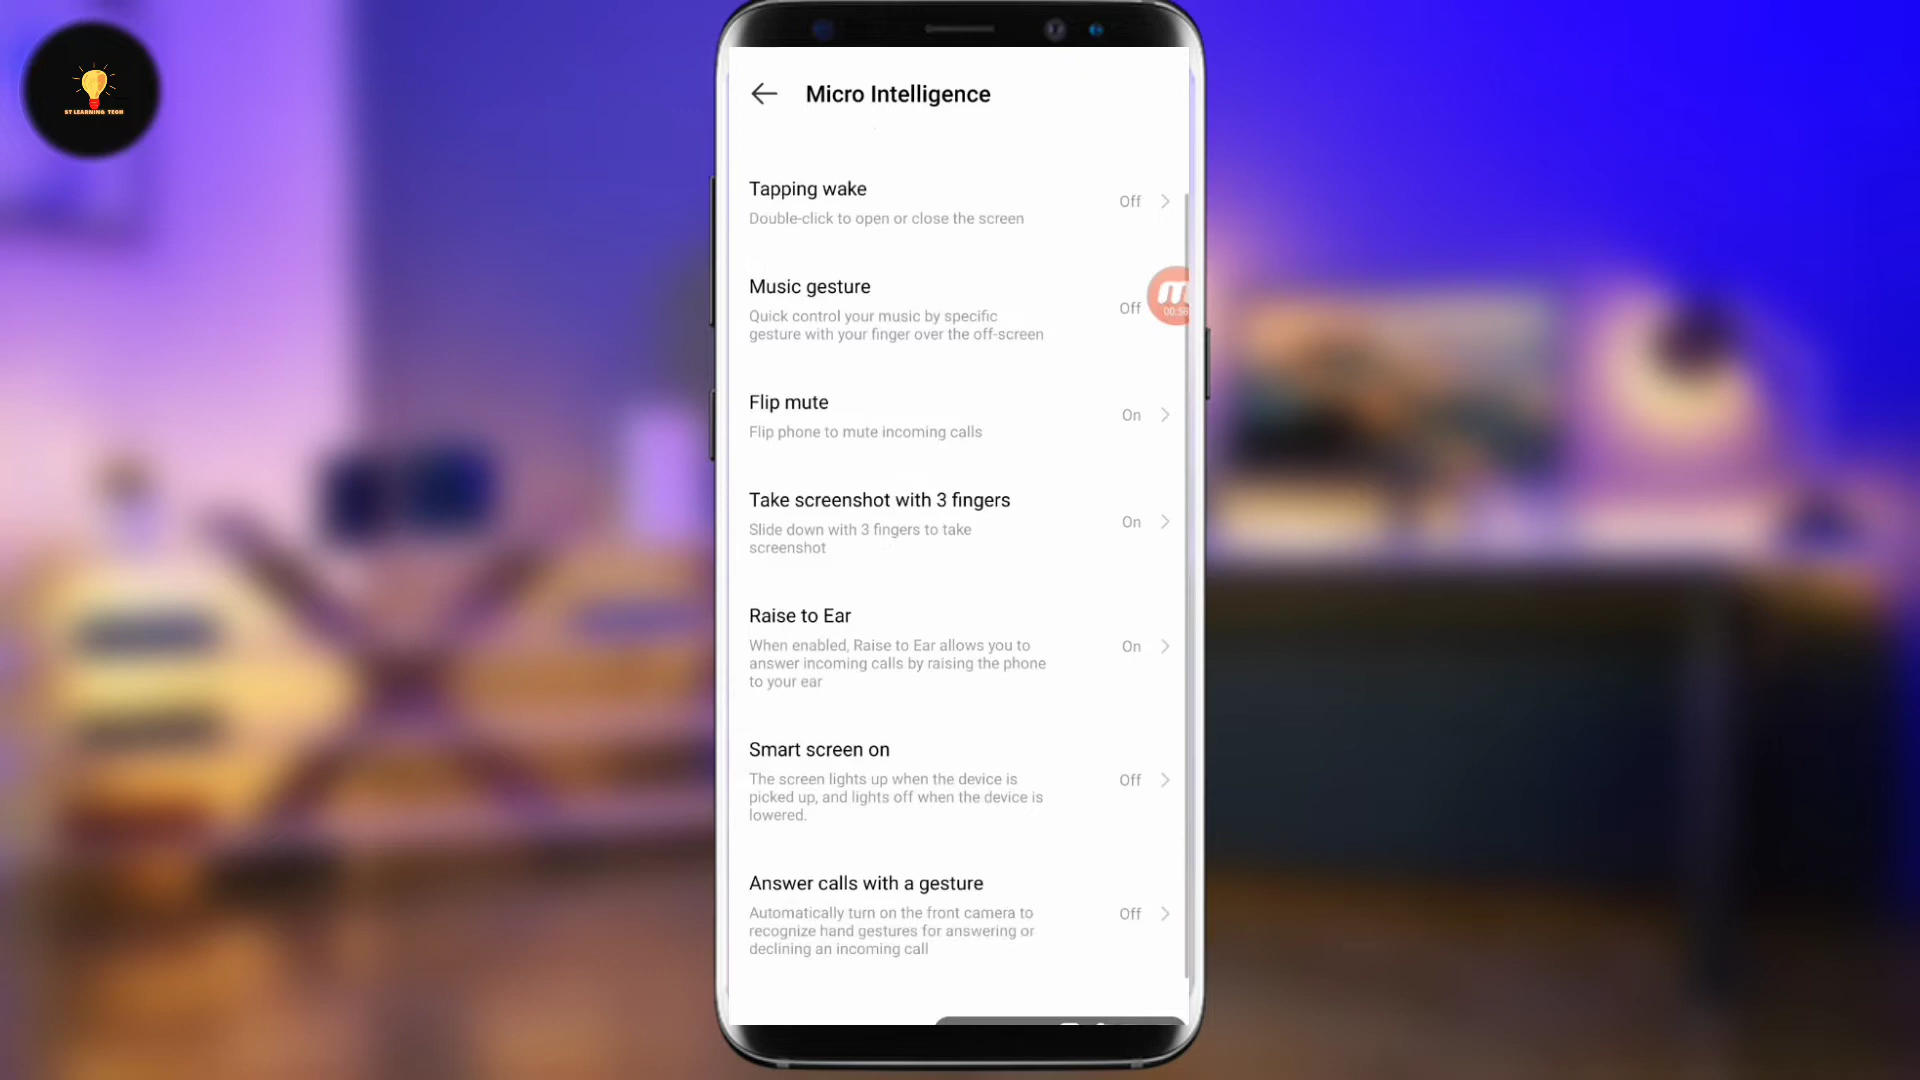 ST LEARNING TECH
Micro Intelligence
Tapping wake
Double-click to open or close the screen
Off
Music gesture
Quick control your music by specific
gesture with your finger over the off-screen
Off
00:58
Flip mute
Flip phone to mute incoming calls
On
Take screenshot with 3 fingers
Slide down with 3 fingers to take
screenshot
On
Raise to Ear
When enabled, Raise to Ear allows you to
answer incoming calls by raising the phone
to your ear
On
Smart screen on
The screen lights up when the device is
picked up, and lights off when the device is
lowered.
Off
Answer calls with a gesture
Automatically turn on the front camera to
recognize hand gestures for answering or
declining an incoming call
Off